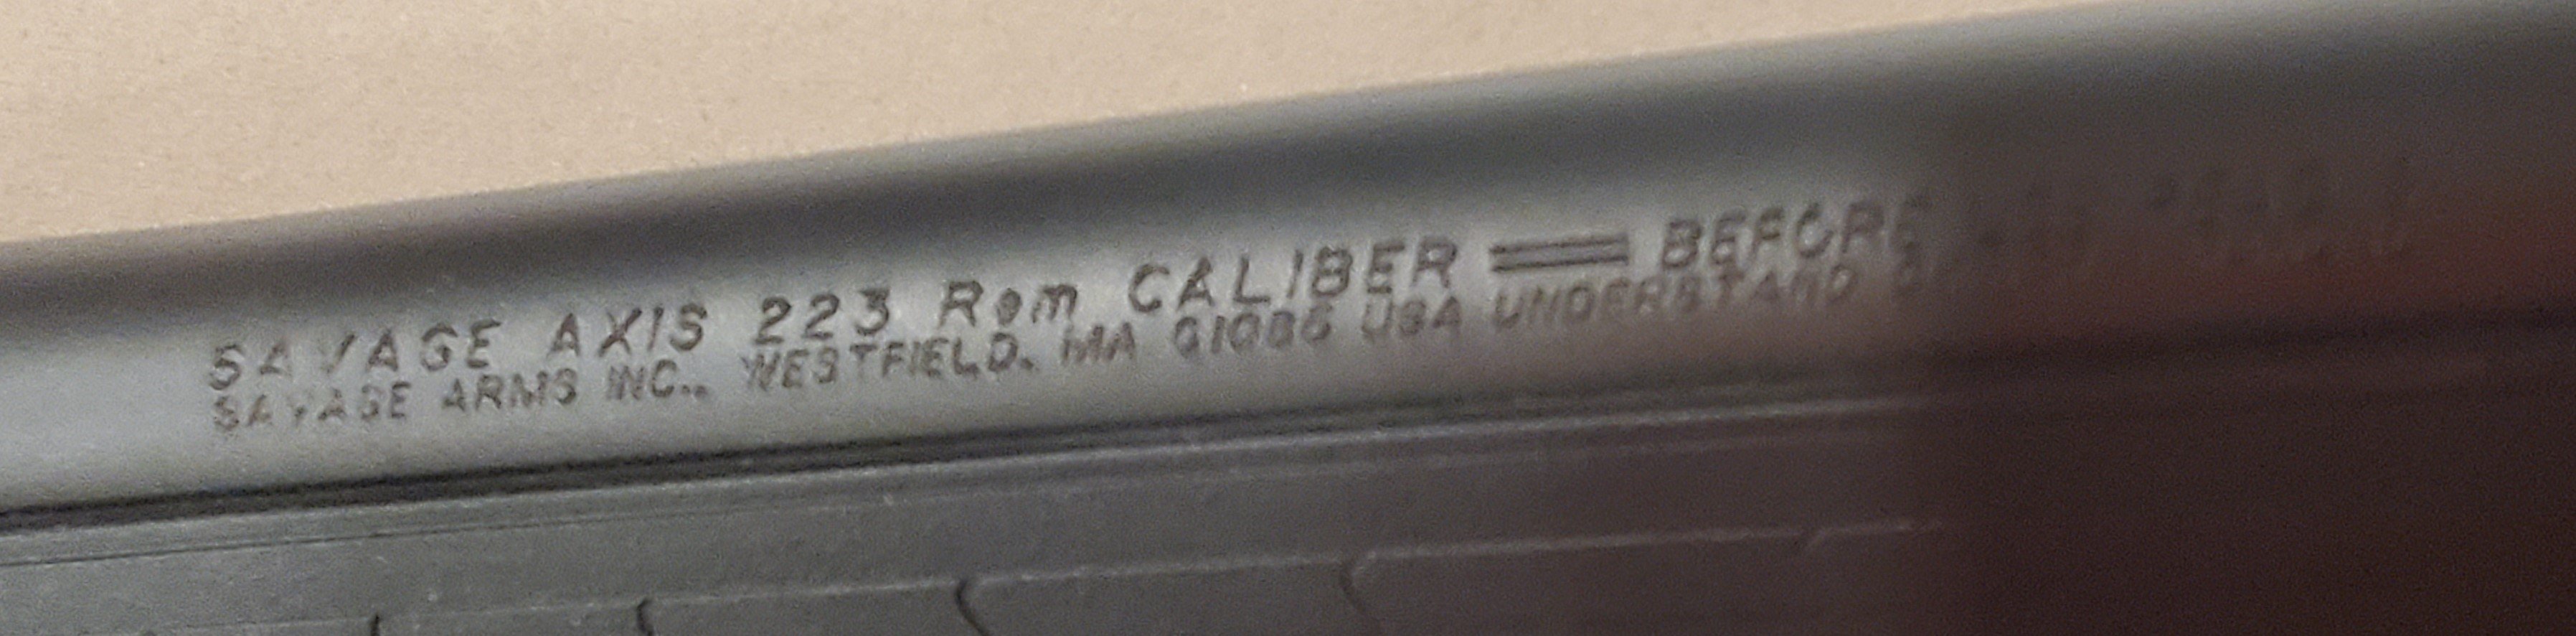 SAVAGE AXIS 223 Rem CALIBER == BEFORE
SAVAGE ARMS INC., WESTFIELD, MA 01085 USA UNDERSTAND